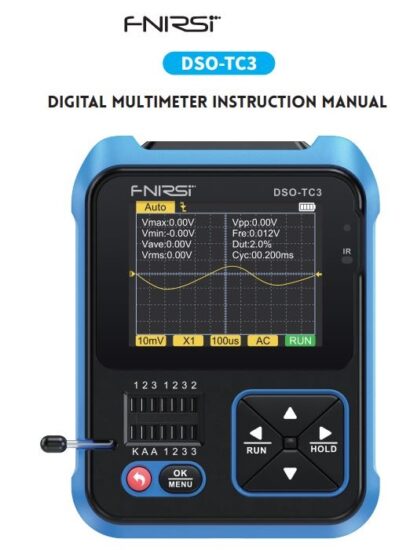 FNIRSI
DSO-TC3
DIGITAL MULTIMETER INSTRUCTION MANUAL
FNIRSI
DSO-TC3
Auto
Vmax:0.00V Vpp:0.00V
Vmin:-0.00V Fre:0.012V
Vave:0.00V Dut:2.0%
Vrms:0.00V Cyc:00.200ms
IR
10mV X1 100us AC RUN
1 2 3 1 2 3 2
K A A 1 2 3 3
RUN HOLD
OK
MENU